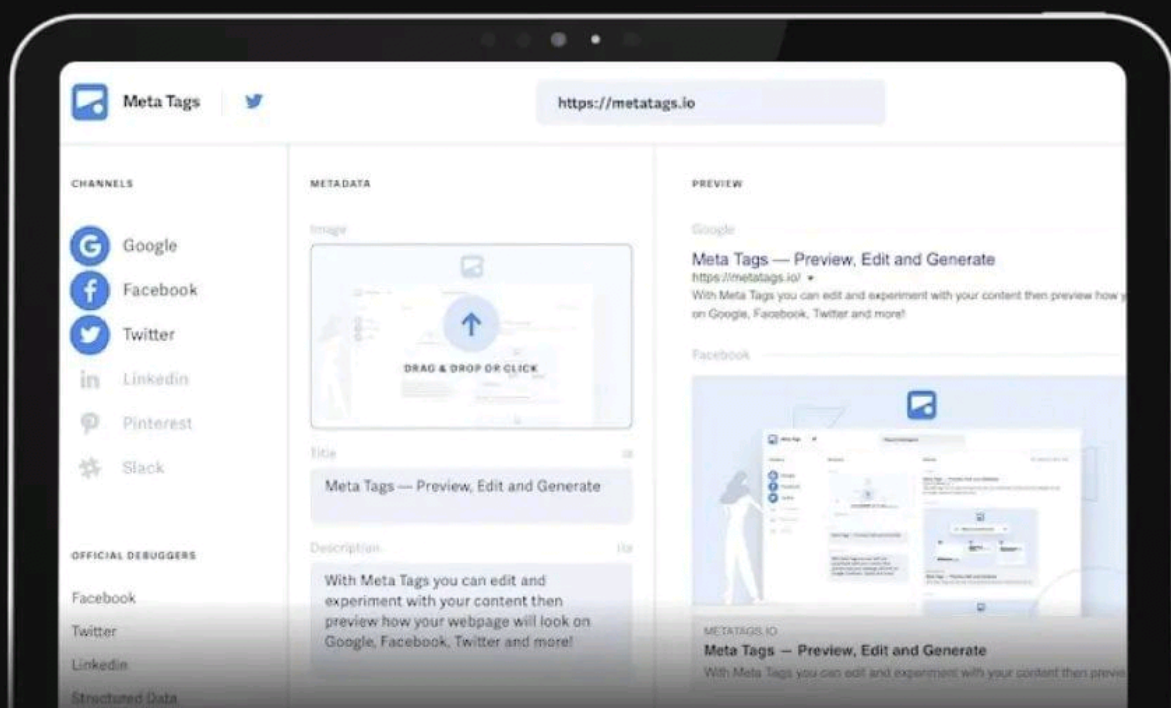 Meta Tags
https://metatags.io
CHANNELS
Google
Facebook
Twitter
Linkedin
Pinterest
Slack
OFFICIAL DEBUGGERS
Facebook
Twitter
Linkedin
Structured Data
METADATA
Image
DRAG & DROP OR CLICK
Title
Meta Tags — Preview, Edit and Generate
Description
With Meta Tags you can edit and
experiment with your content then
preview how your webpage will look on
Google, Facebook, Twitter and more!
PREVIEW
Google
Meta Tags — Preview, Edit and Generate
https://metatags.io/
With Meta Tags you can edit and experiment with your content then preview how
on Google, Facebook, Twitter and more!
Facebook
METATAGS.IO
Meta Tags — Preview, Edit and Generate
With Meta Tags you can edit and experiment with your content then